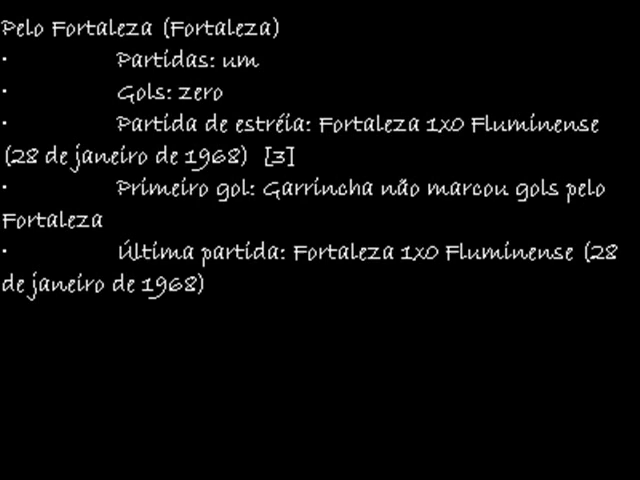 Pelo Fortaleza (Fortaleza)
• Partidas: um
• Gols: zero
• Partida de estréia: Fortaleza 1x0 Fluminense
(28 de janeiro de 1968) [3]
• Primeiro gol: Garrincha não marcou gols pelo
Fortaleza
• Última partida: Fortaleza 1x0 Fluminense (28
de janeiro de 1968)